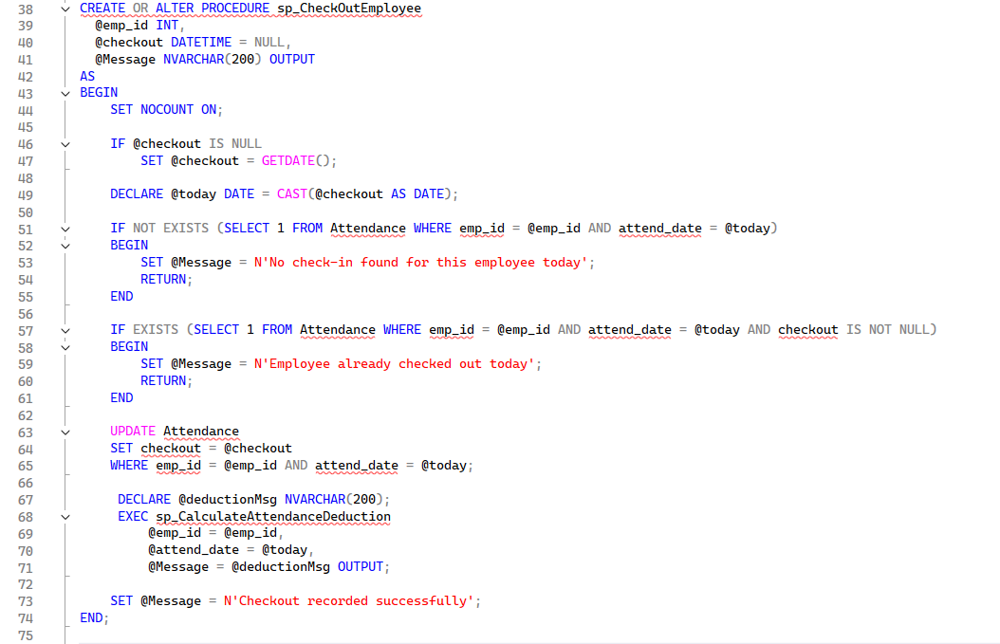 38 CREATE OR ALTER PROCEDURE sp_CheckOutEmployee
39 @emp_id INT,
40 @checkout DATETIME = NULL,
41 @Message NVARCHAR(200) OUTPUT
42 AS
43 BEGIN
44 SET NOCOUNT ON;
45
46 IF @checkout IS NULL
47 SET @checkout = GETDATE();
48
49 DECLARE @today DATE = CAST(@checkout AS DATE);
50
51 IF NOT EXISTS (SELECT 1 FROM Attendance WHERE emp_id = @emp_id AND attend_date = @today)
52 BEGIN
53 SET @Message = N'No check-in found for this employee today';
54 RETURN;
55 END
56
57 IF EXISTS (SELECT 1 FROM Attendance WHERE emp_id = @emp_id AND attend_date = @today AND checkout IS NOT NULL)
58 BEGIN
59 SET @Message = N'Employee already checked out today';
60 RETURN;
61 END
62
63 UPDATE Attendance
64 SET checkout = @checkout
65 WHERE emp_id = @emp_id AND attend_date = @today;
66
67 DECLARE @deductionMsg NVARCHAR(200);
68 EXEC sp_CalculateAttendanceDeduction
69 @emp_id = @emp_id,
70 @attend_date = @today,
71 @Message = @deductionMsg OUTPUT;
72
73 SET @Message = N'Checkout recorded successfully';
74 END;
75